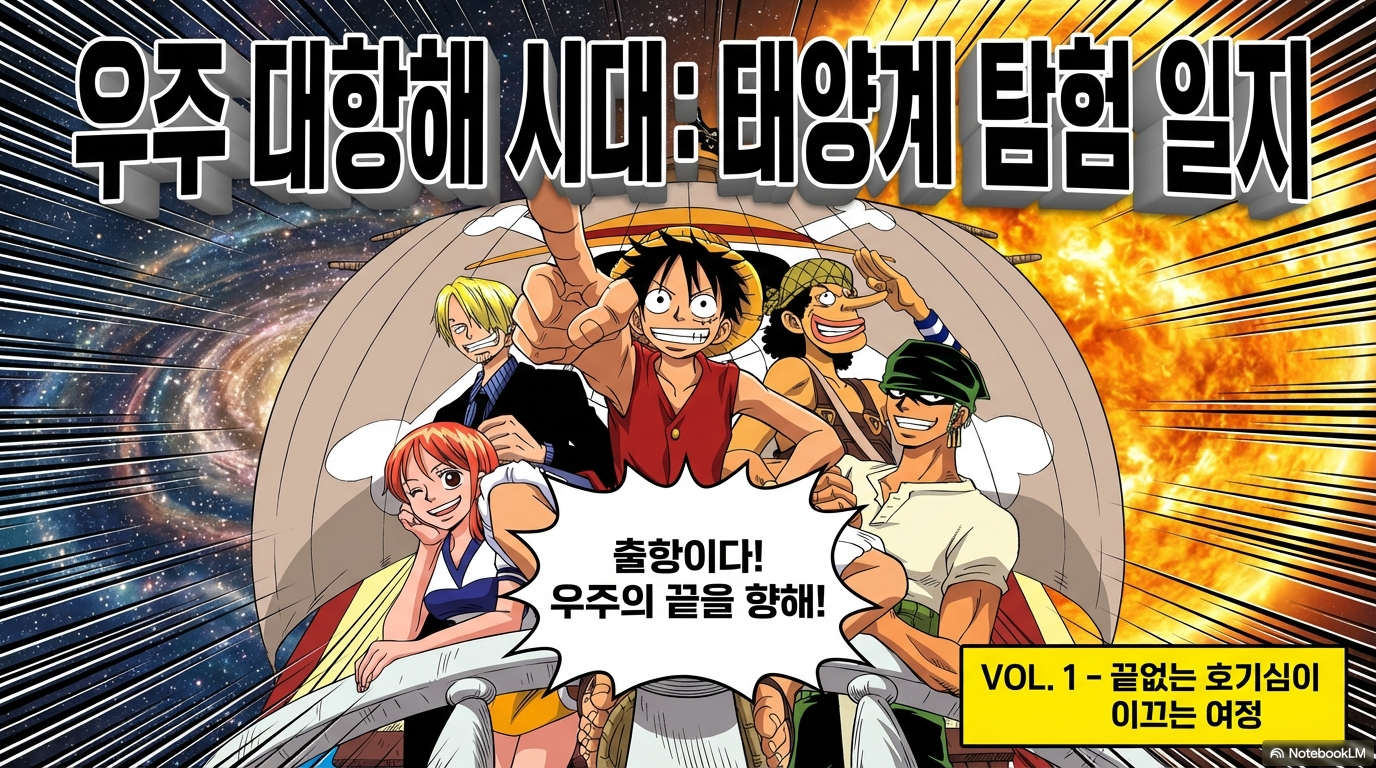 우주 대항해 시대: 태양계 탐험 일지
출항이다!
우주의 끝을 향해!
VOL. 1 - 끝없는 호기심이
이끄는 여정
NotebookLM